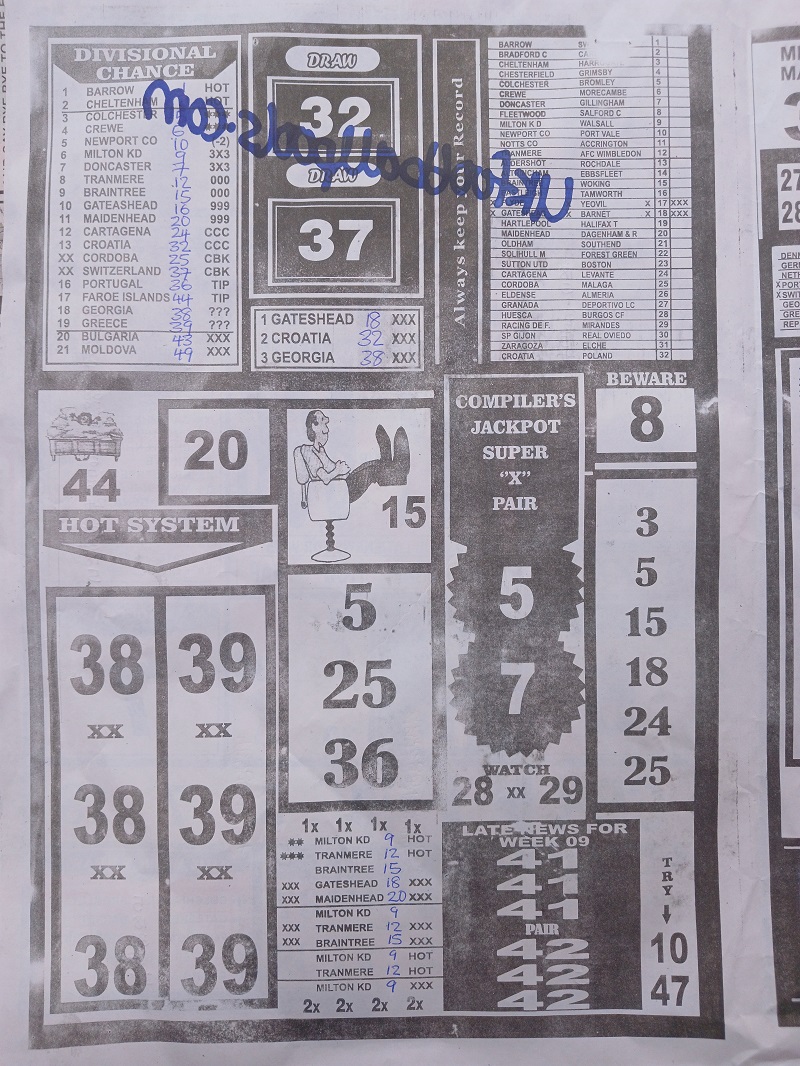 DIVISIONAL
CHANCE
1 BARROW 1 HOT
2 CHELTENHAM
3 COLCHESTER
4 CREWE 6
5 NEWPORT CO 10 (-2)
6 MILTON KD 9 3X3
7 DONCASTER 7 3X3
8 TRANMERE 12 000
9 BRAINTREE 15 000
10 GATEASHEAD 999
11 MAIDENHEAD 20 999
12 CARTAGENA 24 CCC
13 CROATIA 32 CCC
XX CORDOBA 25 CBK
XX SWITZERLAND 37 CBK
16 PORTUGAL 36 TIP
17 FAROE ISLANDS 44 TIP
18 GEORGIA 38 ???
19 GREECE 39 ???
20 BULGARIA 43 XXX
21 MOLDOVA 49 XXX
DRAW
32
DRAW
37
1 GATESHEAD 18 XXX
2 CROATIA 32 XXX
3 GEORGIA 38 XXX
Always keep your Record
BARROW 1
BRADFORD C 2
CHELTENHAM 3
CHESTERFIELD GRIMSBY 4
COLCHESTER BROMLEY 5
CREWE MORECAMBE 6
DONCASTER GILLINGHAM 7
FLEETWOOD SALFORD C 8
MILTON K D WALSALL 9
NEWPORT CO PORT VALE 10
NOTTS CO ACCRINGTON 11
TRANMERE AFC WIMBLEDON 12
ALDERSHOT ROCHDALE 13
EBBSFLEET 14
WOKING 15
TAMWORTH 16
YEOVIL X 17 XXX
X GATE BARNET X 18 XXX
HARTLEPOOL HALIFAX T 19
MAIDENHEAD DAGENHAM & R 20
OLDHAM SOUTHEND 21
SOLIHULL M FOREST GREEN 22
SUTTON UTD BOSTON 23
CARTAGENA LEVANTE 24
CORDOBA MALAGA 25
ELDENSE ALMERIA 26
GRANADA DEPORTIVO LC 27
HUESCA BURGOS CF 28
RACING DE F. MIRANDES 29
SP GIJON REAL OVIEDO 30
ZARAGOZA ELCHE 31
CROATIA POLAND 32
44
20
15
HOT SYSTEM
38 39
XX XX
38 39
XX XX
38 39
5
25
36
COMPILER'S
JACKPOT
SUPER
"X"
PAIR
5
7
WATCH
28 XX 29
BEWARE
8
3
5
15
18
24
25
1x 1x 1x 1x
** MILTON KD 9 HOT
*** TRANMERE 12 HOT
BRAINTREE 15
XXX GATESHEAD 18 XXX
XXX MAIDENHEAD 20 XXX
MILTON KD 9
XXX TRANMERE 12 XXX
XXX BRAINTREE 15 XXX
MILTON KD 9 HOT
TRANMERE 12 HOT
MILTON KD 9 XXX
2x 2x 2x 2x
LATE NEWS FOR
WEEK 09
41
41
41
PAIR
42
42
42
TRY
10
47
27
28